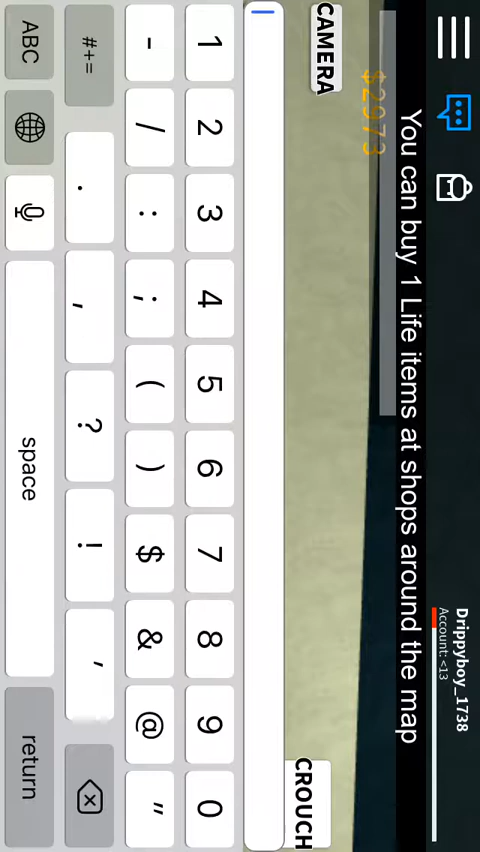 Drippyboy_1738
Account: <13
You can buy 1 Life items at shops around the map
$2973
CAMERA
CROUCH
1 2 3 4 5 6 7 8 9 0
- / : ; ( ) $ & @ "
#+= . , ? ! '
ABC space return